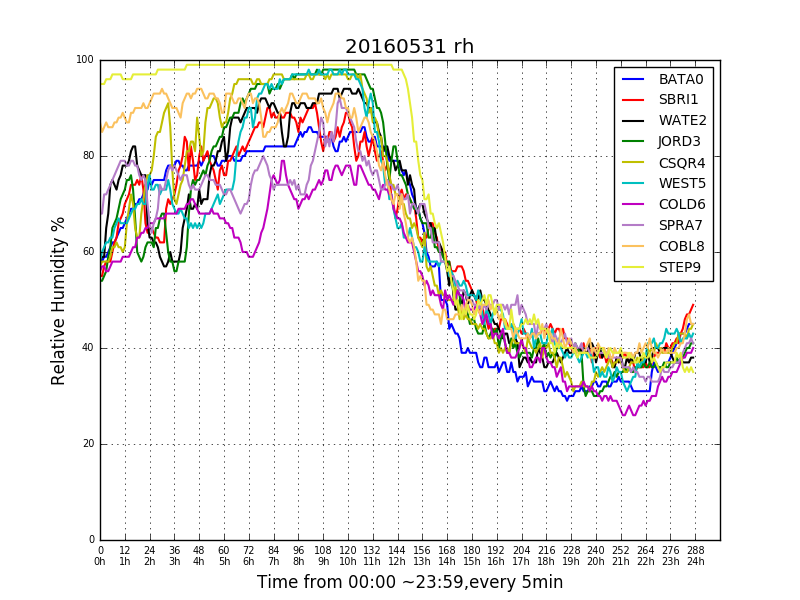 20160531 rh
Relative Humidity %
100
80
60
40
20
0
BATA0
SBRI1
WATE2
JORD3
CSQR4
WEST5
COLD6
SPRA7
COBL8
STEP9
0 12 24 36 48 60 72 84 96 108 120 132 144 156 168 180 192 204 216 228 240 252 264 276 288
0h 1h 2h 3h 4h 5h 6h 7h 8h 9h 10h 11h 12h 13h 14h 15h 16h 17h 18h 19h 20h 21h 22h 23h 24h
Time from 00:00 ~23:59,every 5min